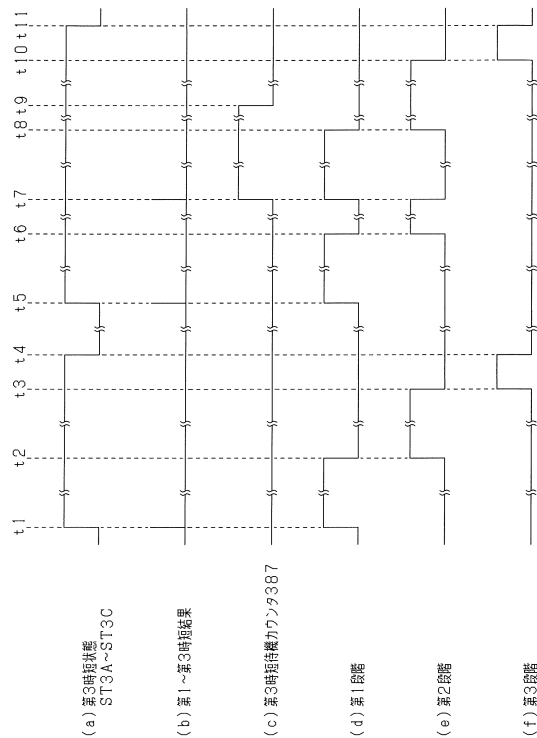 t1 t2 t3 t4 t5 t6 t7 t8 t9 t10 t11
(a)第3時短状態
ST3A~ST3C
(b)第1~第3時短結果
(c)第3時短待機カウンタ387
(d)第1段階
(e)第2段階
(f)第3段階